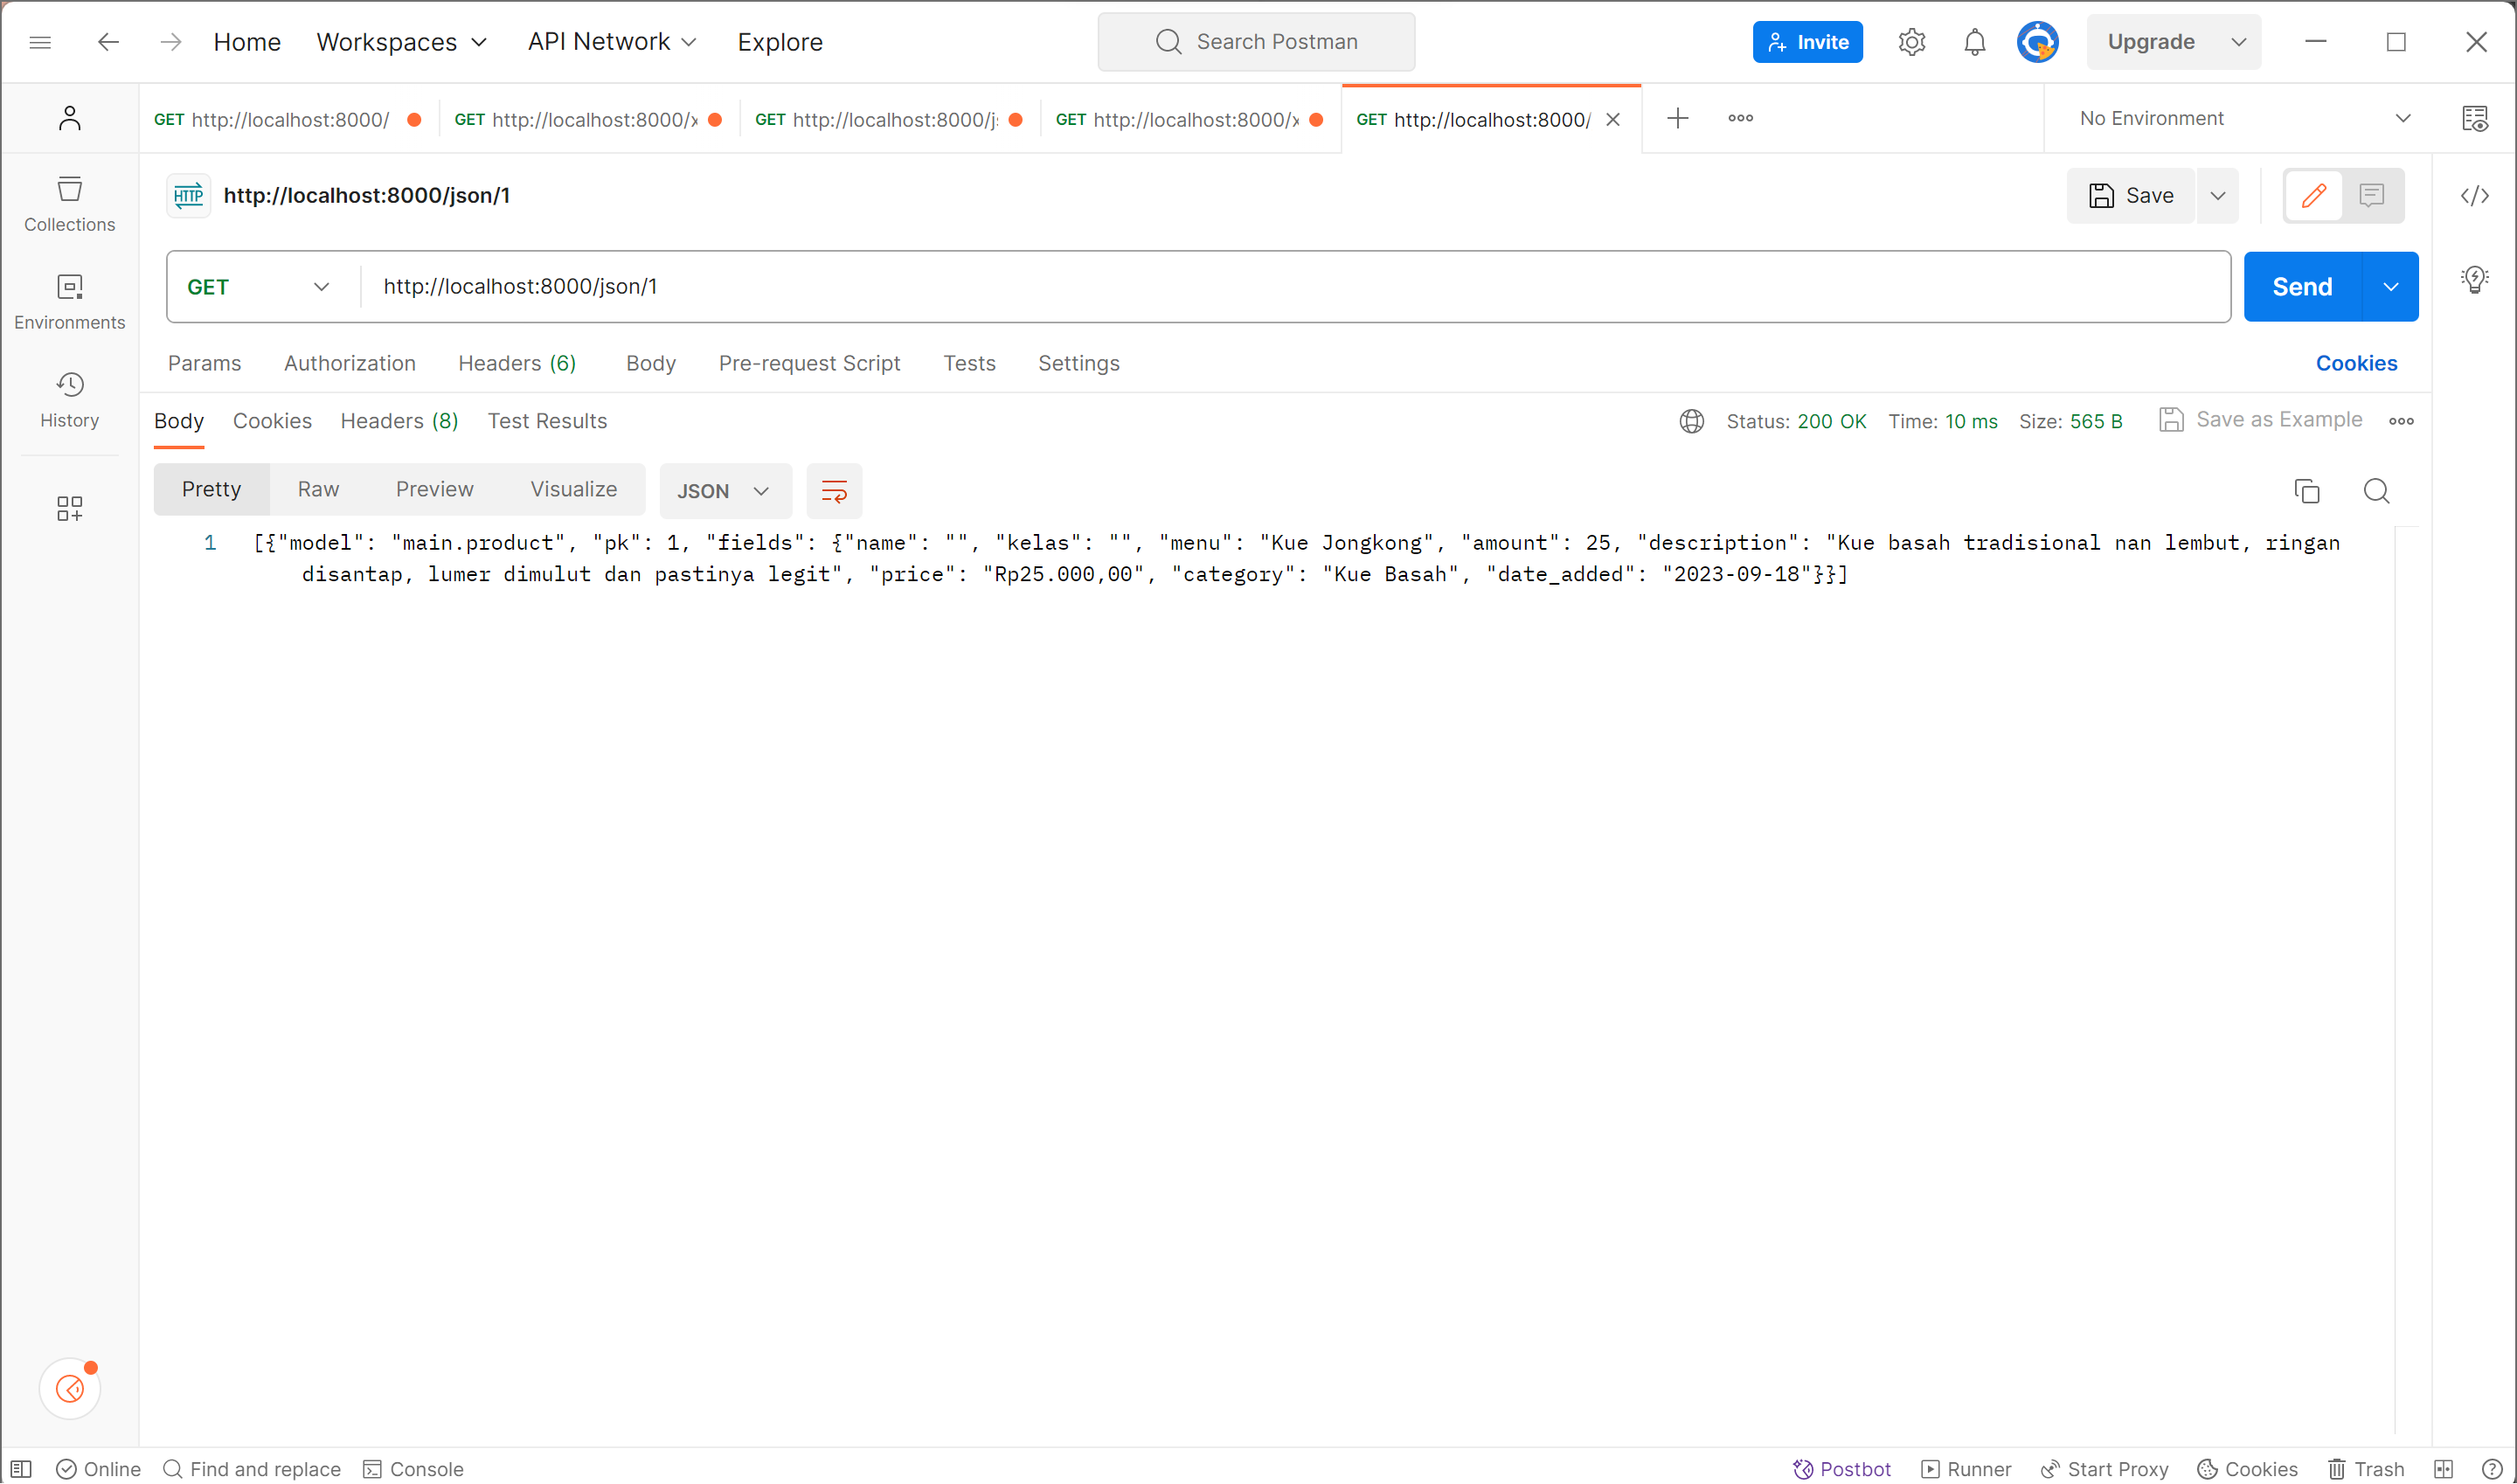 Home Workspaces API Network Explore Search Postman Invite Upgrade
GET http://localhost:8000/ GET http://localhost:8000/x GET http://localhost:8000/j GET http://localhost:8000/x GET http://localhost:8000/ No Environment
HTTP http://localhost:8000/json/1 Save
Collections
GET http://localhost:8000/json/1 Send
Environments
Params Authorization Headers (6) Body Pre-request Script Tests Settings Cookies
History
Body Cookies Headers (8) Test Results Status: 200 OK Time: 10 ms Size: 565 B Save as Example
Pretty Raw Preview Visualize JSON
1 [{"model": "main.product", "pk": 1, "fields": {"name": "", "kelas": "", "menu": "Kue Jongkong", "amount": 25, "description": "Kue basah tradisional nan lembut, ringan
disantap, lumer dimulut dan pastinya legit", "price": "Rp25.000,00", "category": "Kue Basah", "date_added": "2023-09-18"}}]
Online Find and replace Console Postbot Runner Start Proxy Cookies Trash